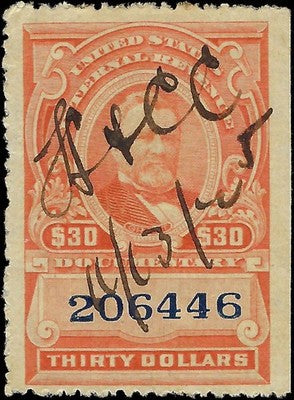 UNITED STATES
INTERNAL REVENUE
$30 $30
DOCUMENTARY
206446
THIRTY DOLLARS